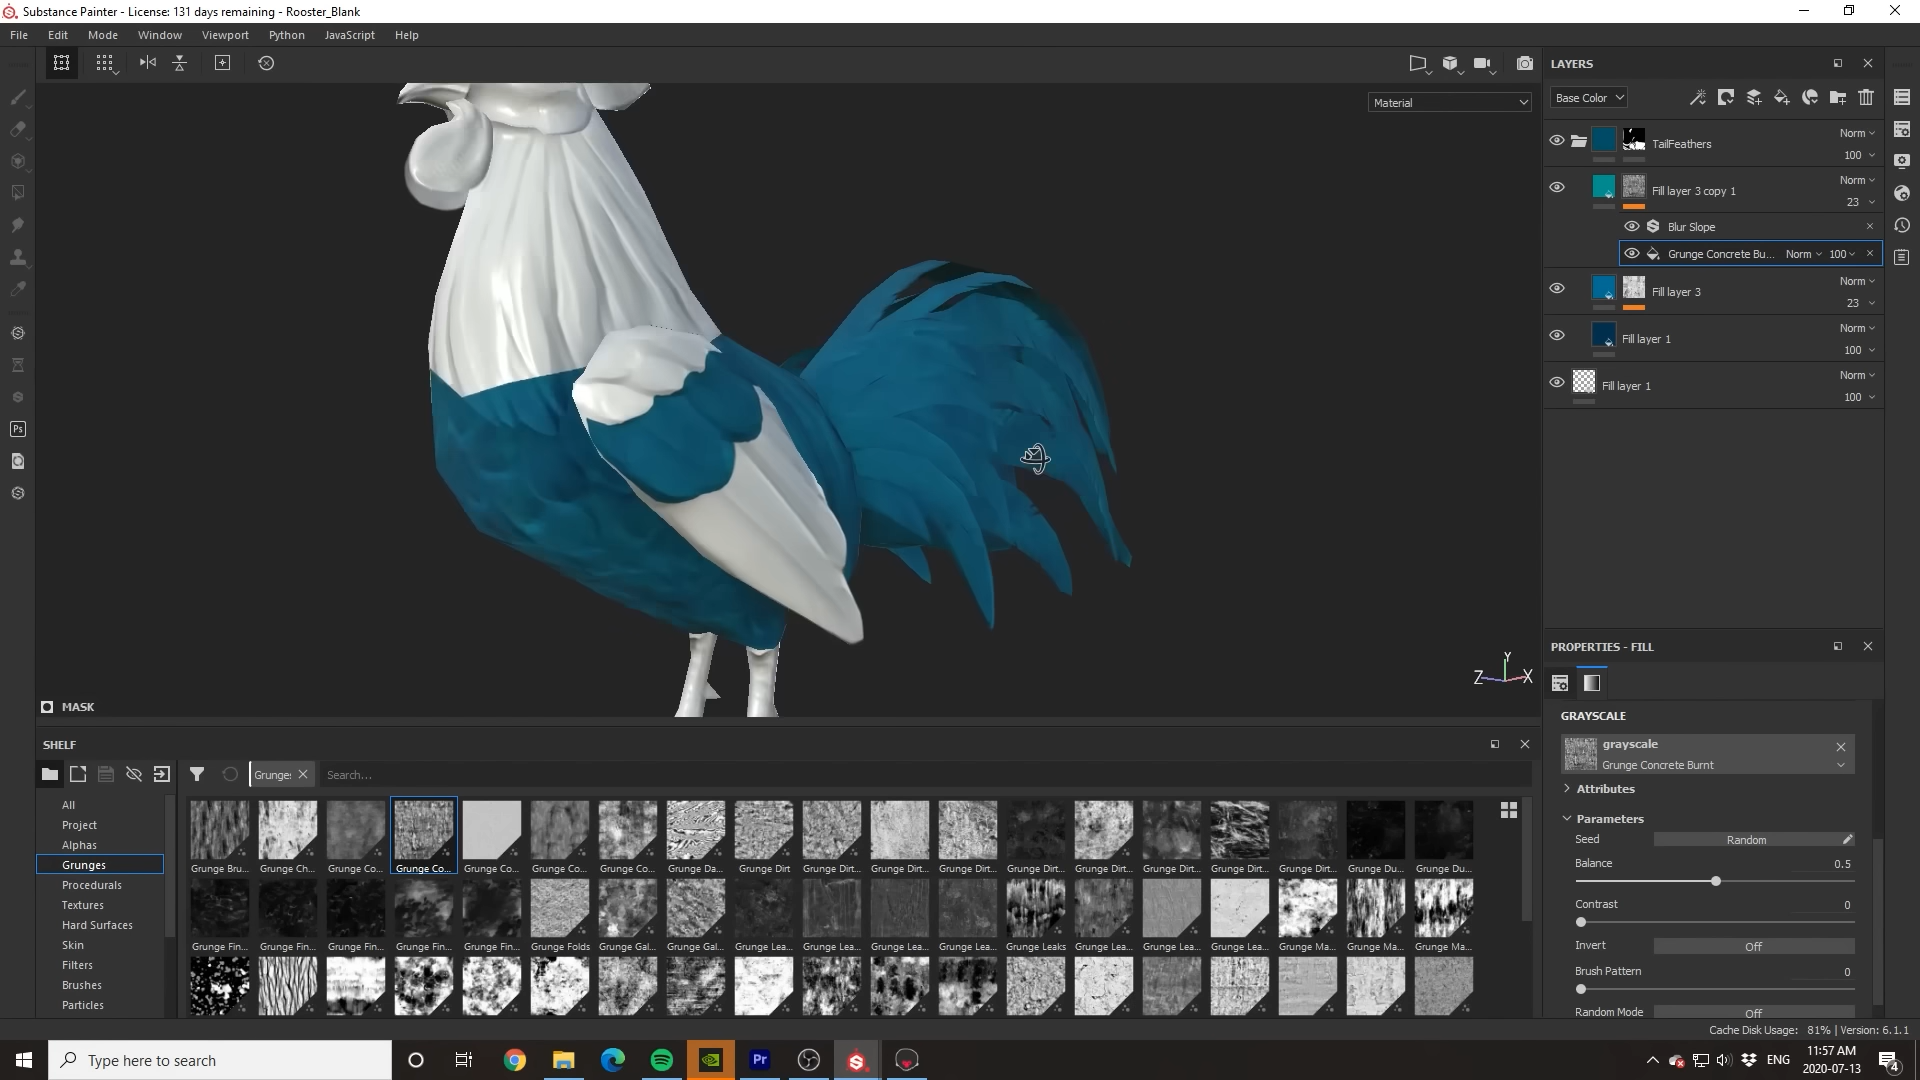 Substance Painter - License: 131 days remaining - Rooster_Blank
File Edit Mode Window Viewport Python JavaScript Help
Material
LAYERS
Base Color
TailFeathers Norm 100
Fill layer 3 copy 1 Norm 23
Blur Slope
Grunge Concrete Bu... Norm 100
Fill layer 3 Norm 23
Fill layer 1 Norm 100
Fill layer 1 Norm 100
Y
Z X
MASK
PROPERTIES - FILL
GRAYSCALE
grayscale
Grunge Concrete Burnt
Attributes
Parameters
Seed Random
Balance 0.5
Contrast 0
Invert Off
Brush Pattern 0
Random Mode Off
SHELF
Grunges Search...
All
Project
Alphas
Grunges
Procedurals
Textures
Hard Surfaces
Skin
Filters
Brushes
Particles
Grunge Bru... Grunge Ch... Grunge Co... Grunge Co... Grunge Co... Grunge Co... Grunge Co... Grunge Da... Grunge Dirt Grunge Dirt... Grunge Dirt... Grunge Dirt... Grunge Dirt... Grunge Dirt... Grunge Dirt... Grunge Dirt... Grunge Dirt... Grunge Du... Grunge Du...
Grunge Fin... Grunge Fin... Grunge Fin... Grunge Fin... Grunge Fin... Grunge Folds Grunge Gal... Grunge Gal... Grunge Lea... Grunge Lea... Grunge Lea... Grunge Lea... Grunge Leaks Grunge Lea... Grunge Lea... Grunge Lea... Grunge Ma... Grunge Ma... Grunge Ma...
Cache Disk Usage: 81% | Version: 6.1.1
Ps
Type here to search
Pr
ENG
11:57 AM
2020-07-13
4